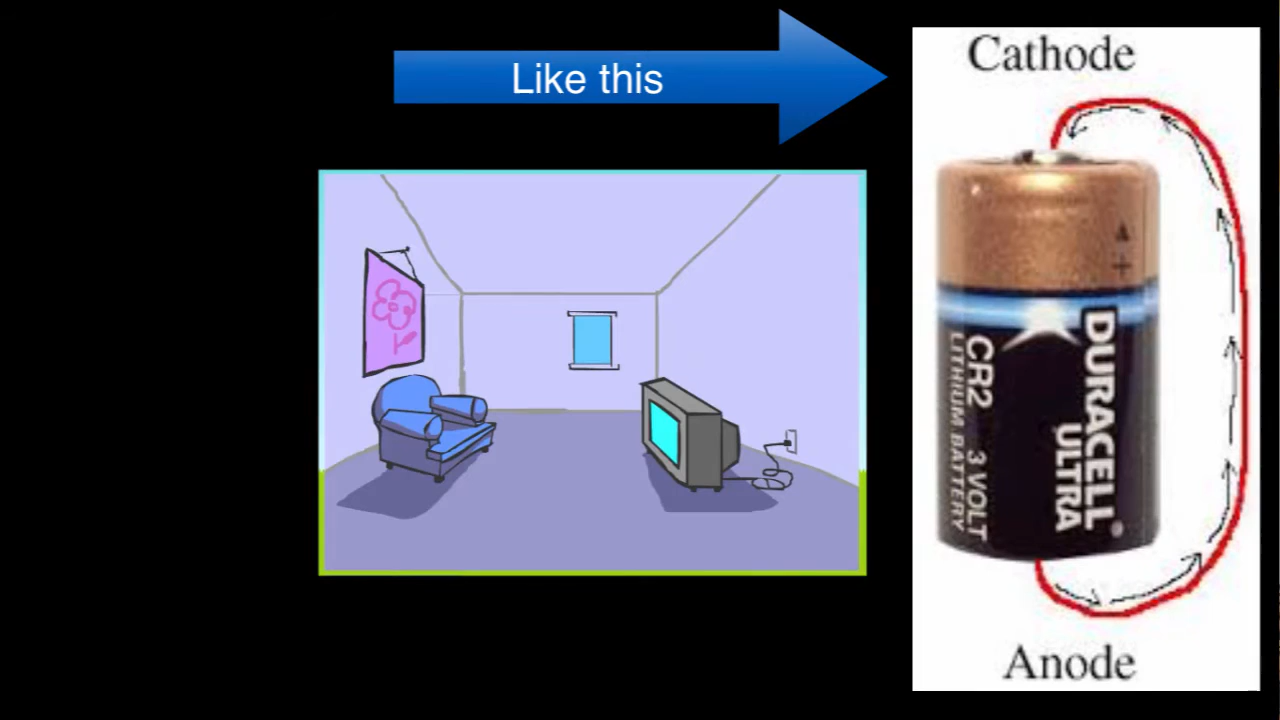 Like this
Cathode
+
DURACELL®
ULTRA
CR2 3 VOLT
LITHIUM BATTERY
Anode